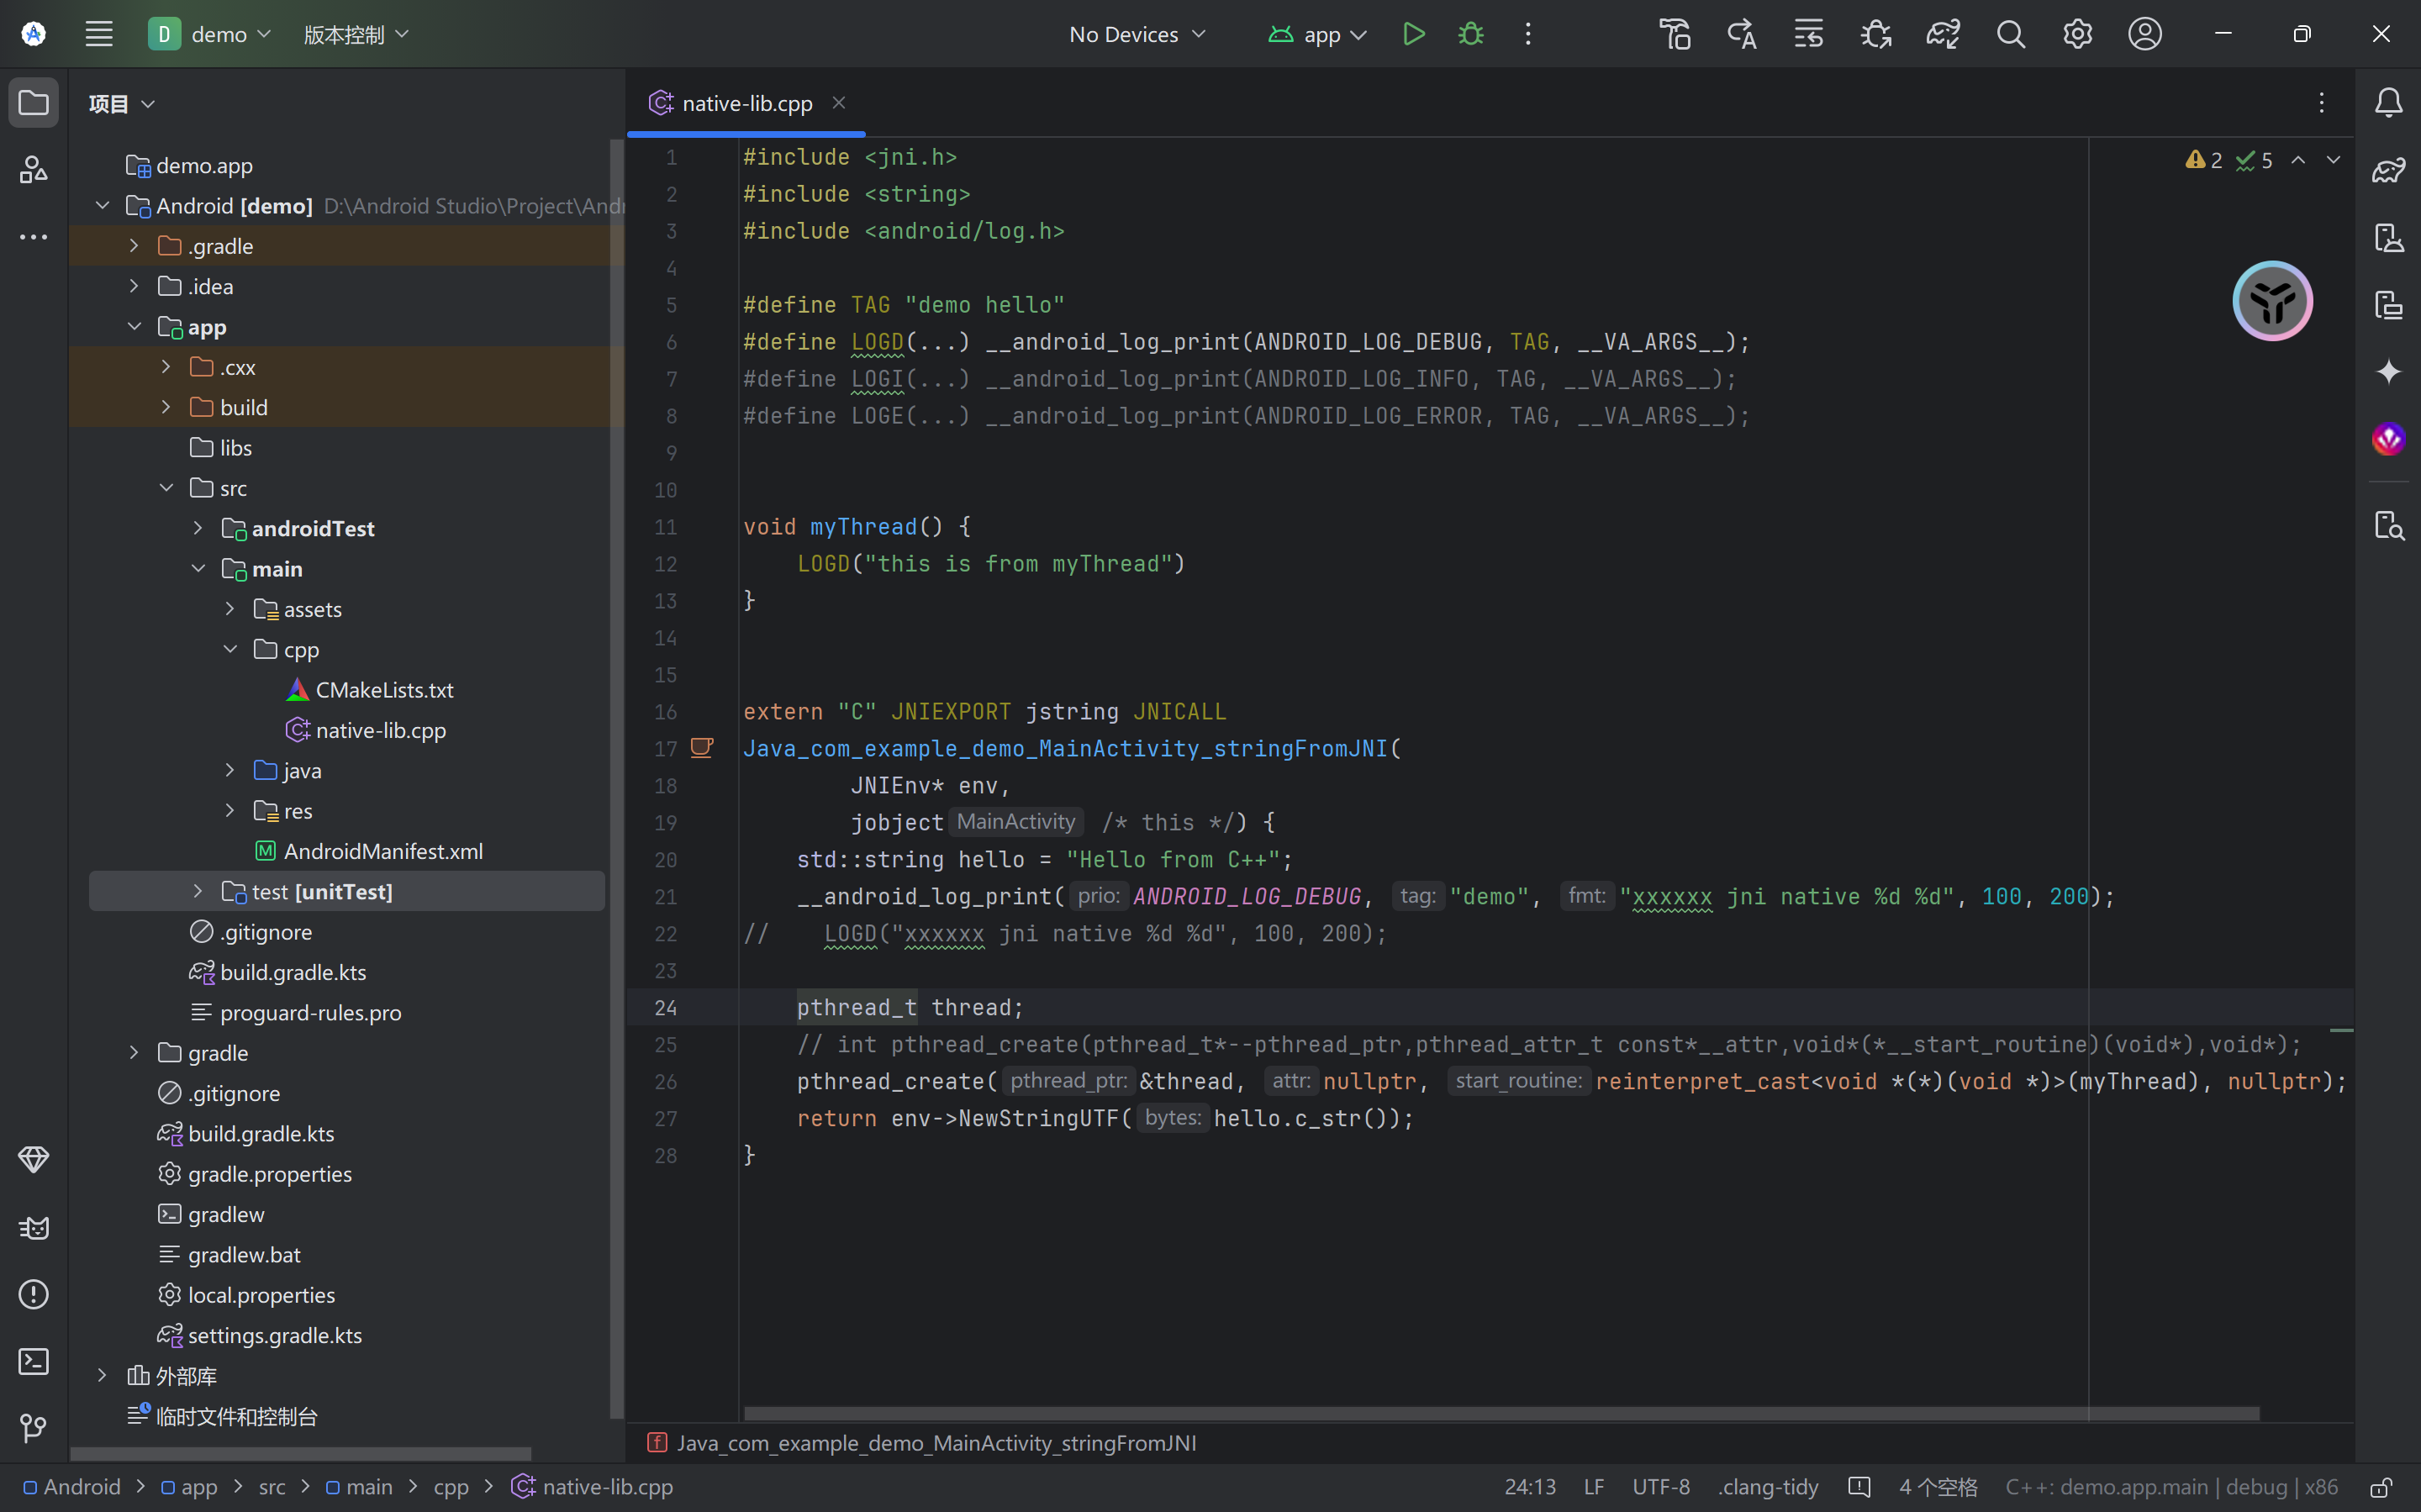 D demo 版本控制 No Devices app
项目
demo.app
Android [demo] D:\Android Studio\Project\Andr
.gradle
.idea
app
.cxx
build
libs
src
androidTest
main
assets
cpp
CMakeLists.txt
native-lib.cpp
java
res
AndroidManifest.xml
test [unitTest]
.gitignore
build.gradle.kts
proguard-rules.pro
gradle
.gitignore
build.gradle.kts
gradle.properties
gradlew
gradlew.bat
local.properties
settings.gradle.kts
外部库
临时文件和控制台
native-lib.cpp
2 5
1 #include <jni.h>
2 #include <string>
3 #include <android/log.h>
4
5 #define TAG "demo hello"
6 #define LOGD(...) __android_log_print(ANDROID_LOG_DEBUG, TAG, __VA_ARGS__);
7 #define LOGI(...) __android_log_print(ANDROID_LOG_INFO, TAG, __VA_ARGS__);
8 #define LOGE(...) __android_log_print(ANDROID_LOG_ERROR, TAG, __VA_ARGS__);
9
10
11 void myThread() {
12 LOGD("this is from myThread")
13 }
14
15
16 extern "C" JNIEXPORT jstring JNICALL
17 Java_com_example_demo_MainActivity_stringFromJNI(
18 JNIEnv* env,
19 jobject MainActivity /* this */) {
20 std::string hello = "Hello from C++";
21 __android_log_print( prio: ANDROID_LOG_DEBUG, tag: "demo", fmt: "xxxxxx jni native %d %d", 100, 200);
22 // LOGD("xxxxxx jni native %d %d", 100, 200);
23
24 pthread_t thread;
25 // int pthread_create(pthread_t*--pthread_ptr,pthread_attr_t const*__attr,void*(*__start_routine)(void*),void*);
26 pthread_create( pthread_ptr: &thread, attr: nullptr, start_routine: reinterpret_cast<void *(*)(void *)>(myThread), nullptr);
27 return env->NewStringUTF( bytes: hello.c_str());
28 }
Java_com_example_demo_MainActivity_stringFromJNI
Android > app > src > main > cpp > native-lib.cpp 24:13 LF UTF-8 .clang-tidy 4 个空格 C++: demo.app.main | debug | x86